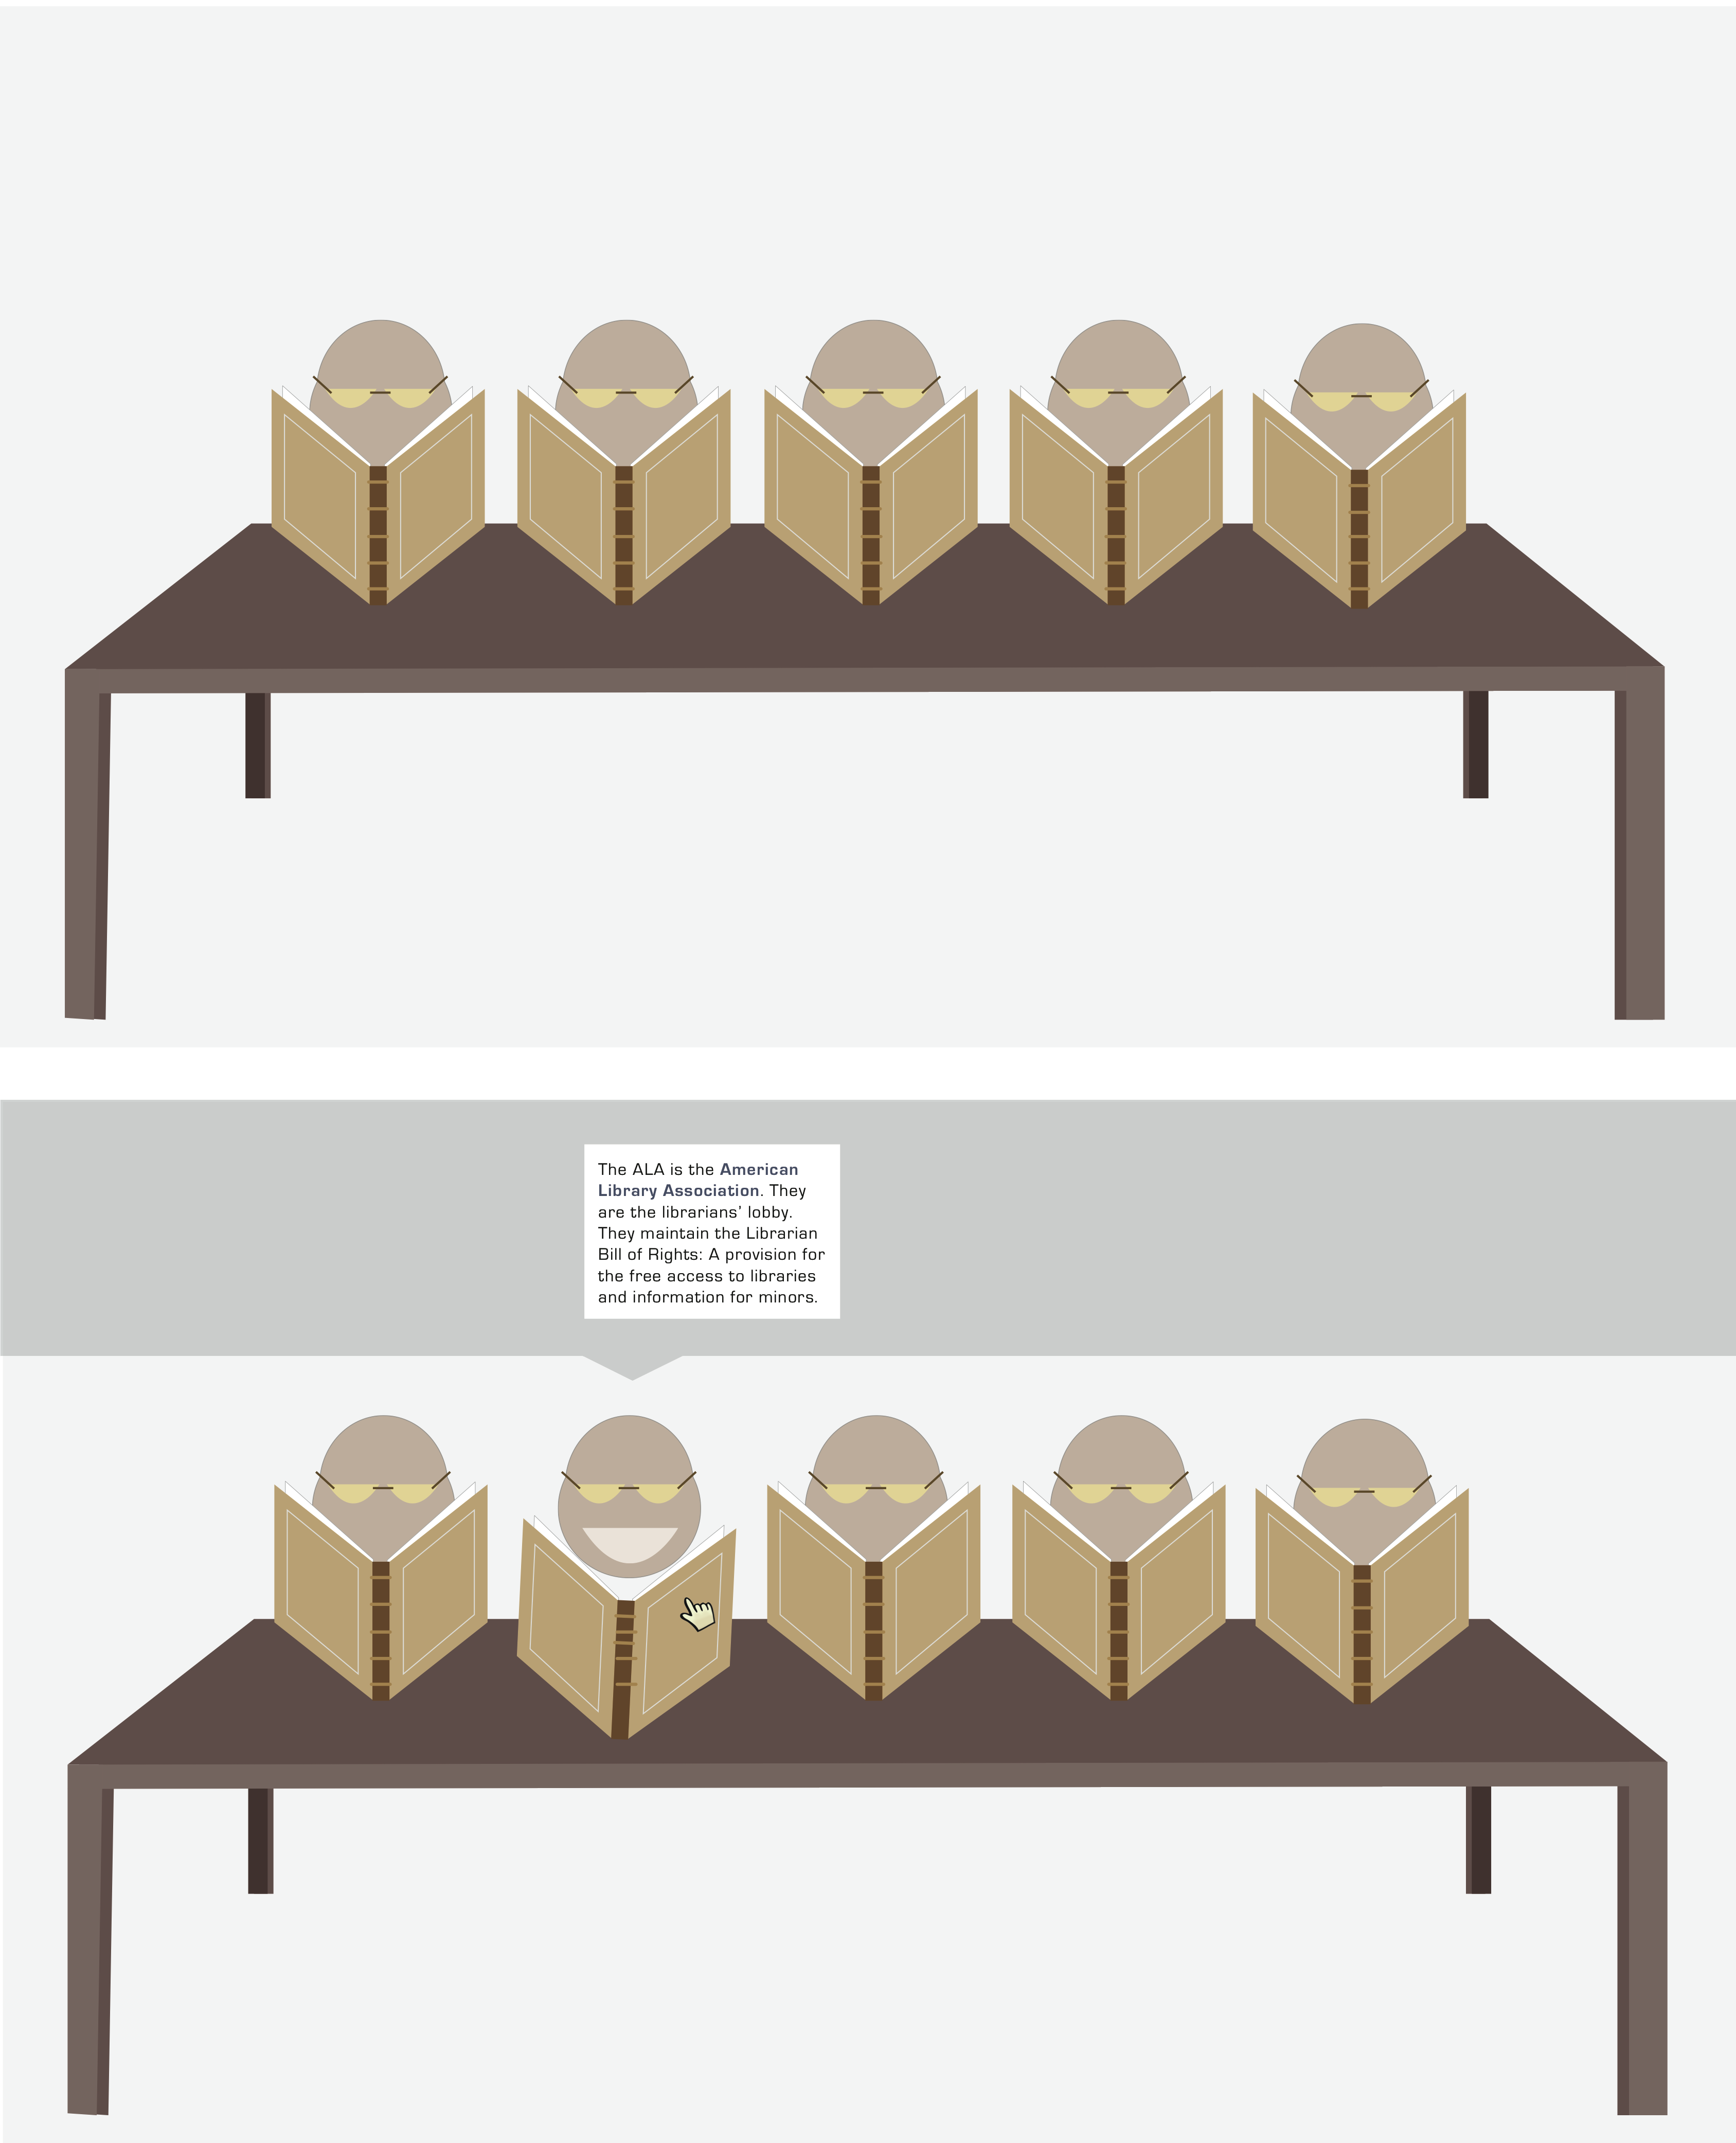 The ALA is the American
Library Association. They
are the librarians’ lobby.
They maintain the Librarian
Bill of Rights: A provision for
the free access to libraries
and information for minors.